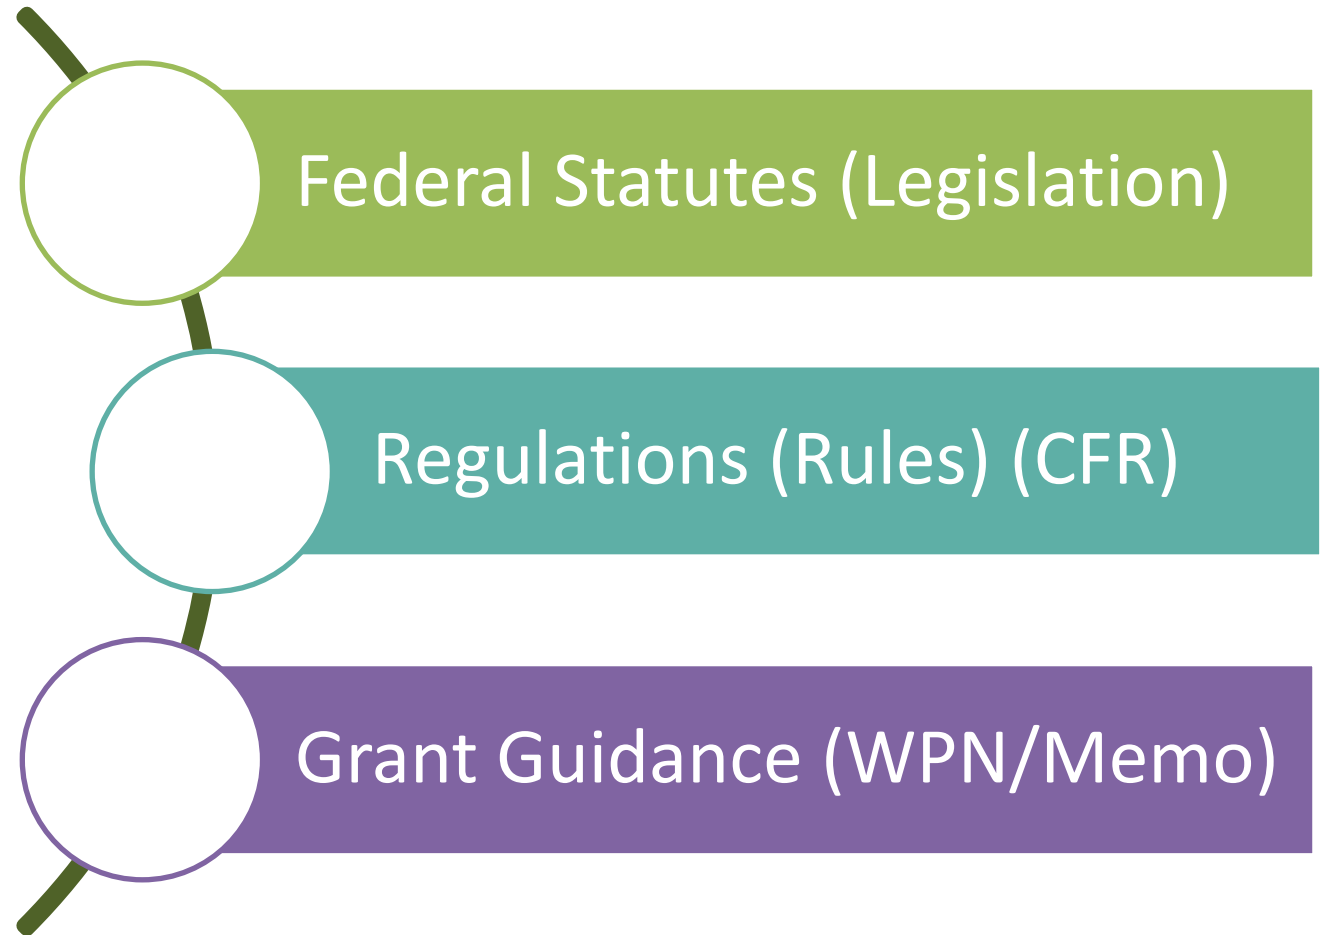 Federal Statutes (Legislation)
Regulations (Rules) (CFR)
Grant Guidance (WPN/Memo)